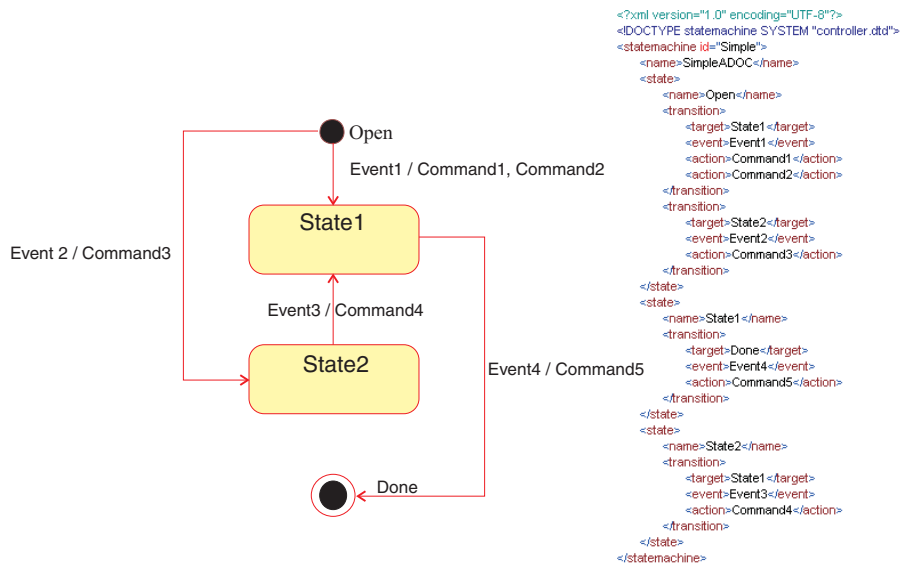 Open
Event1 / Command1, Command2
State1
Event 2 / Command3
Event3 / Command4
State2
Event4 / Command5
Done
<?xml version="1.0" encoding="UTF-8"?>
<!DOCTYPE statemachine SYSTEM "controller.dtd">
<statemachine id="Simple">
<name>SimpleADOC</name>
<state>
<name>Open</name>
<transition>
<target>State1</target>
<event>Event1</event>
<action>Command1</action>
<action>Command2</action>
</transition>
<transition>
<target>State2</target>
<event>Event2</event>
<action>Command3</action>
</transition>
</state>
<state>
<name>State1</name>
<transition>
<target>Done</target>
<event>Event4</event>
<action>Command5</action>
</transition>
</state>
<state>
<name>State2</name>
<transition>
<target>State1</target>
<event>Event3</event>
<action>Command4</action>
</transition>
</state>
</statemachine>